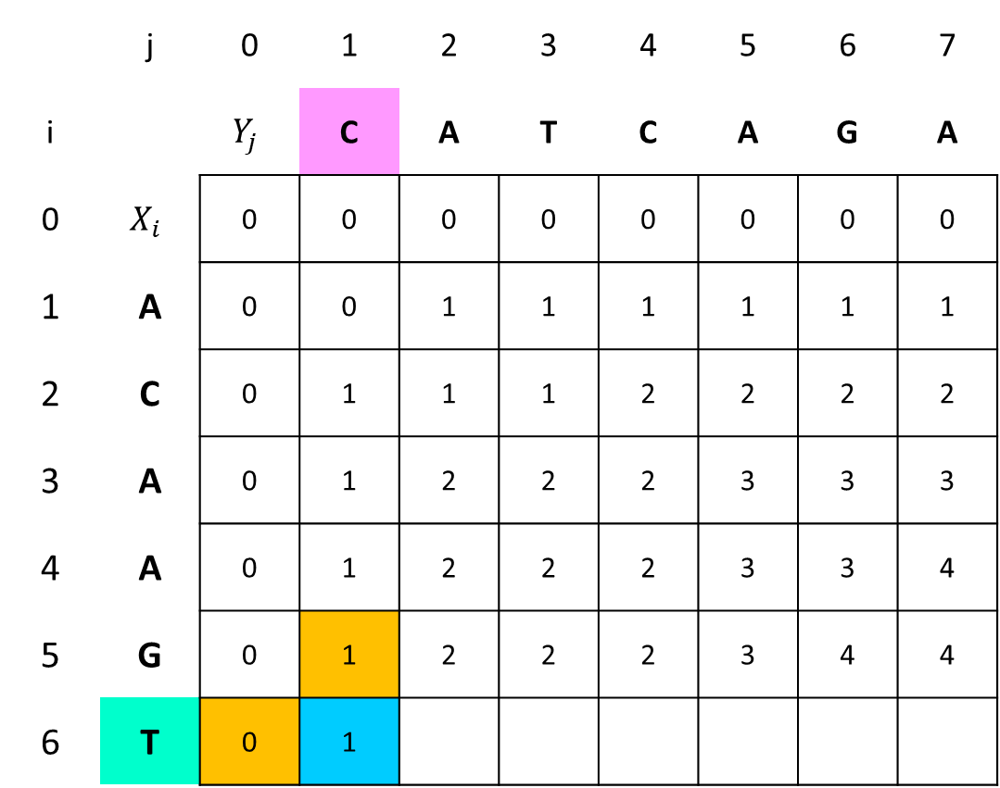 j 0 1 2 3 4 5 6 7
i Yj C A T C A G A
0 Xi 0 0 0 0 0 0 0 0
1 A 0 0 1 1 1 1 1 1
2 C 0 1 1 1 2 2 2 2
3 A 0 1 2 2 2 3 3 3
4 A 0 1 2 2 2 3 3 4
5 G 0 1 2 2 2 3 4 4
6 T 0 1